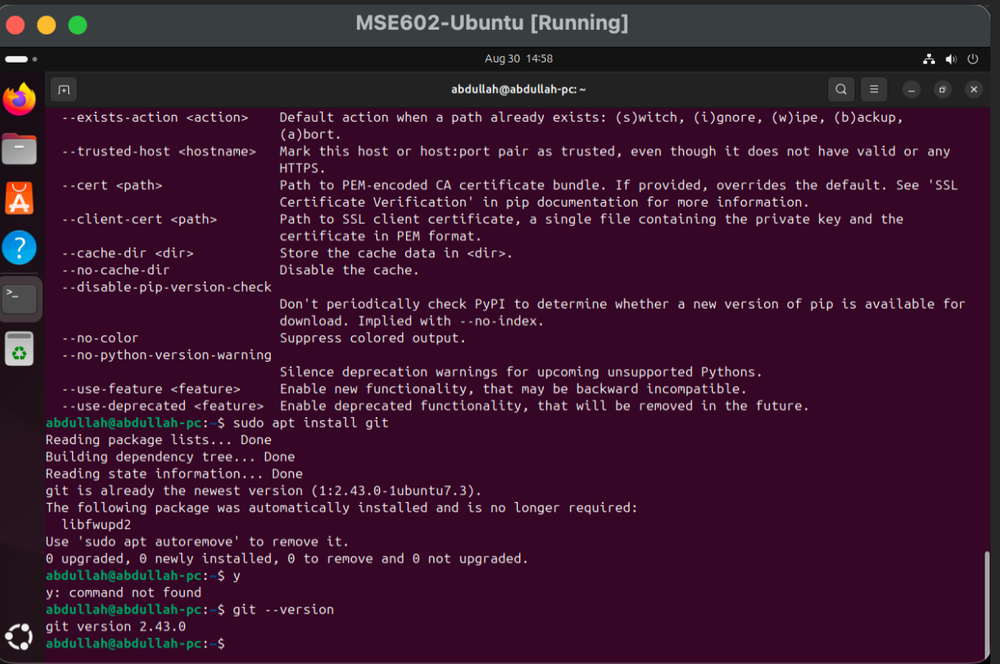 MSE602-Ubuntu [Running]
Aug 30 14:58
abdullah@abdullah-pc: ~
--exists-action <action> Default action when a path already exists: (s)witch, (i)gnore, (w)ipe, (b)ackup,
(a)bort.
--trusted-host <hostname> Mark this host or host:port pair as trusted, even though it does not have valid or any
HTTPS.
--cert <path> Path to PEM-encoded CA certificate bundle. If provided, overrides the default. See 'SSL
Certificate Verification' in pip documentation for more information.
--client-cert <path> Path to SSL client certificate, a single file containing the private key and the
certificate in PEM format.
--cache-dir <dir> Store the cache data in <dir>.
--no-cache-dir Disable the cache.
--disable-pip-version-check
Don't periodically check PyPI to determine whether a new version of pip is available for
download. Implied with --no-index.
--no-color Suppress colored output.
--no-python-version-warning
Silence deprecation warnings for upcoming unsupported Pythons.
--use-feature <feature> Enable new functionality, that may be backward incompatible.
--use-deprecated <feature> Enable deprecated functionality, that will be removed in the future.
abdullah@abdullah-pc:~$ sudo apt install git
Reading package lists... Done
Building dependency tree... Done
Reading state information... Done
git is already the newest version (1:2.43.0-1ubuntu7.3).
The following package was automatically installed and is no longer required:
libfwupd2
Use 'sudo apt autoremove' to remove it.
0 upgraded, 0 newly installed, 0 to remove and 0 not upgraded.
abdullah@abdullah-pc:~$ y
y: command not found
abdullah@abdullah-pc:~$ git --version
git version 2.43.0
abdullah@abdullah-pc:~$